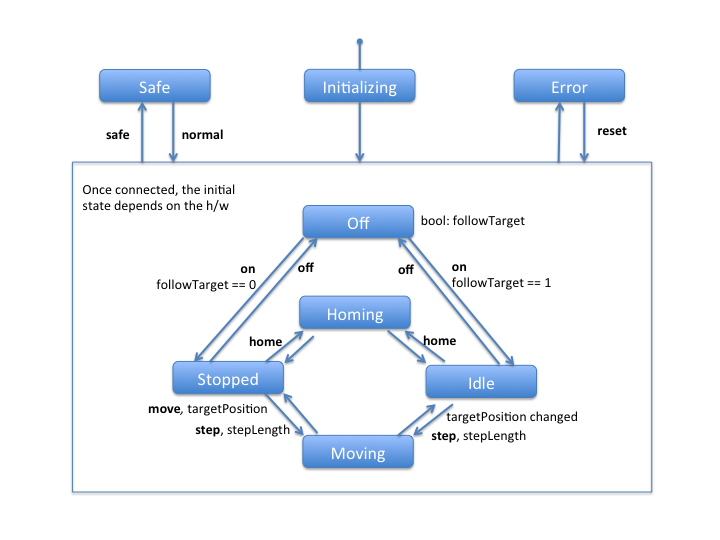 Safe
Initializing
Error
safe
normal
reset
Once connected, the initial
state depends on the h/w
Off
bool: followTarget
on
followTarget == 0
off
off
on
followTarget == 1
Homing
home
home
Stopped
Idle
move, targetPosition
step, stepLength
targetPosition changed
step, stepLength
Moving